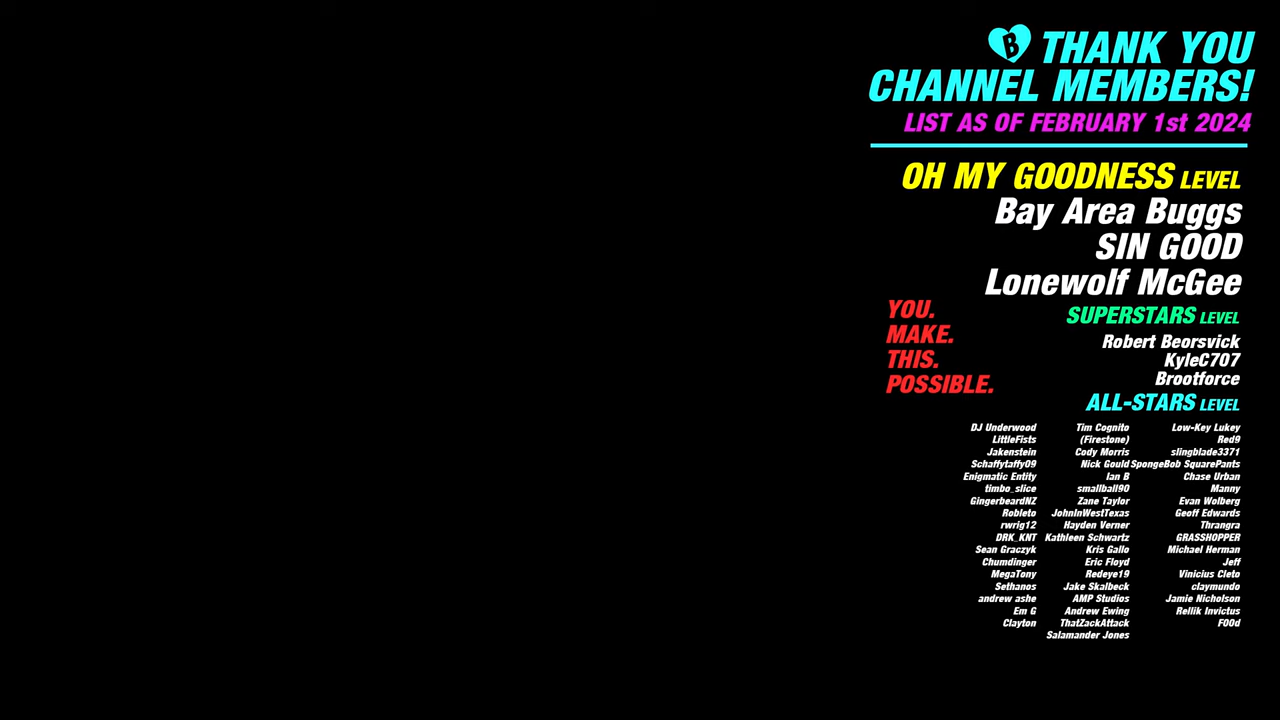 B THANK YOU
CHANNEL MEMBERS!
LIST AS OF FEBRUARY 1st 2024
OH MY GOODNESS LEVEL
Bay Area Buggs
SIN GOOD
Lonewolf McGee
YOU.
MAKE.
THIS.
POSSIBLE.
SUPERSTARS LEVEL
Robert Beorsvick
KyleC707
Brootforce
ALL-STARS LEVEL
DJ Underwood
LittleFists
Jakenstein
Schaffytaffy09
Enigmatic Entity
timbo_slice
GingerbeardNZ
Robleto
rwrig12
DRK_KNT
Sean Graczyk
Chumdinger
MegaTony
Sethanos
andrew ashe
Em G
Clayton
Tim Cognito
(Firestone)
Cody Morris
Nick Gould
Ian B
smallball90
Zane Taylor
JohnInWestTexas
Hayden Verner
Kathleen Schwartz
Kris Gallo
Eric Floyd
Redeye19
Jake Skalbeck
AMP Studios
Andrew Ewing
ThatZackAttack
Salamander Jones
Low-Key Lukey
Red9
slingblade3371
SpongeBob SquarePants
Chase Urban
Manny
Evan Wolberg
Geoff Edwards
Thrangra
GRASSHOPPER
Michael Herman
Jeff
Vinicius Cleto
claymundo
Jamie Nicholson
Rellik Invictus
F00d